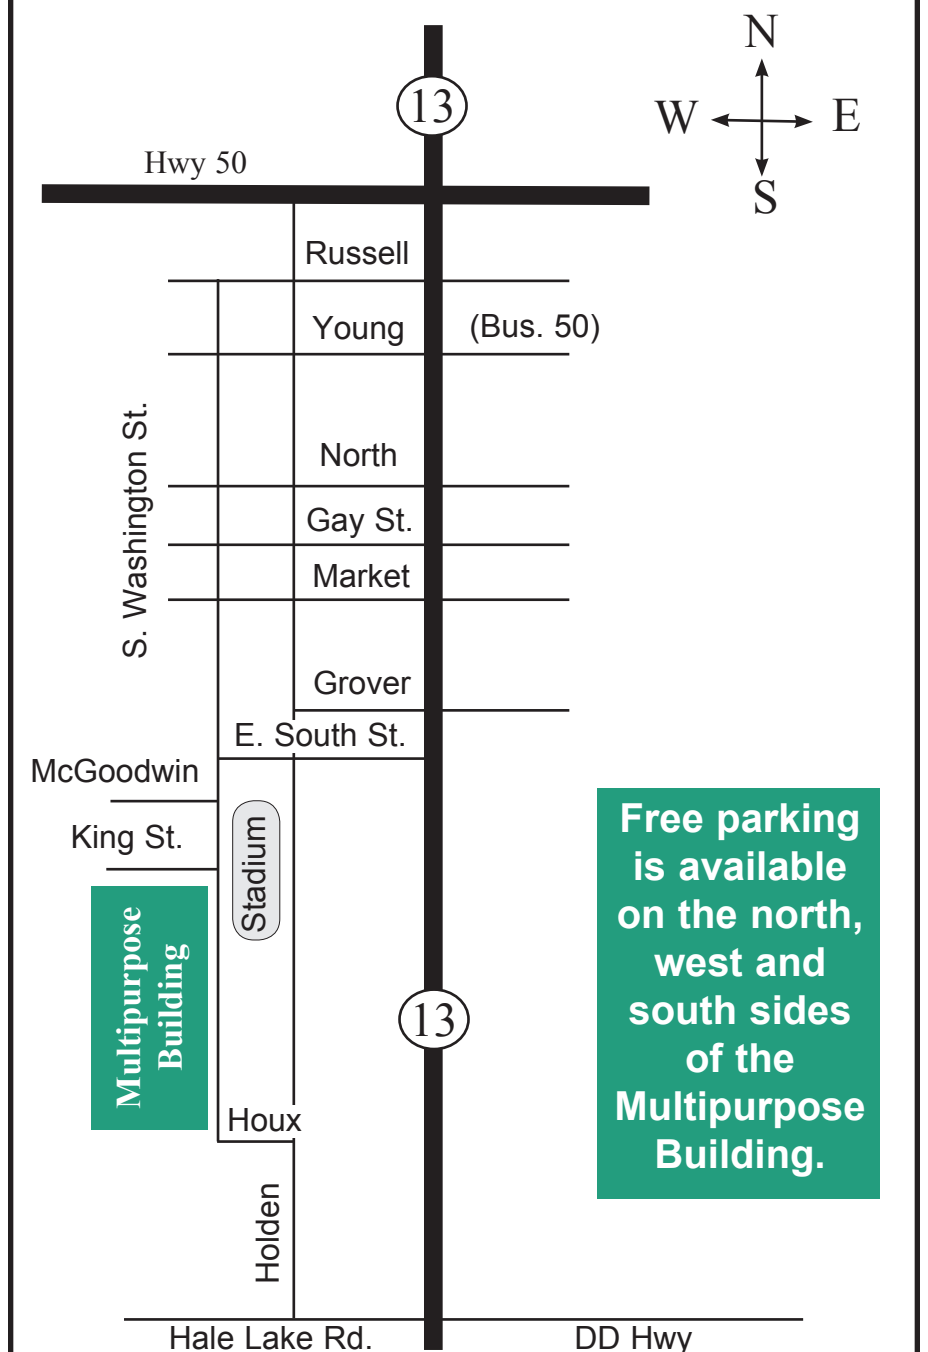 N
13
W
E
Hwy 50
S
Russell
Young
(Bus. 50)
S. Washington St.
North
Gay St.
Market
Grover
E. South St.
McGoodwin
King St.
Stadium
Multipurpose
Building
Free parking
is available
on the north,
west and
south sides
of the
Multipurpose
Building.
13
Houx
Holden
Hale Lake Rd.
DD Hwy